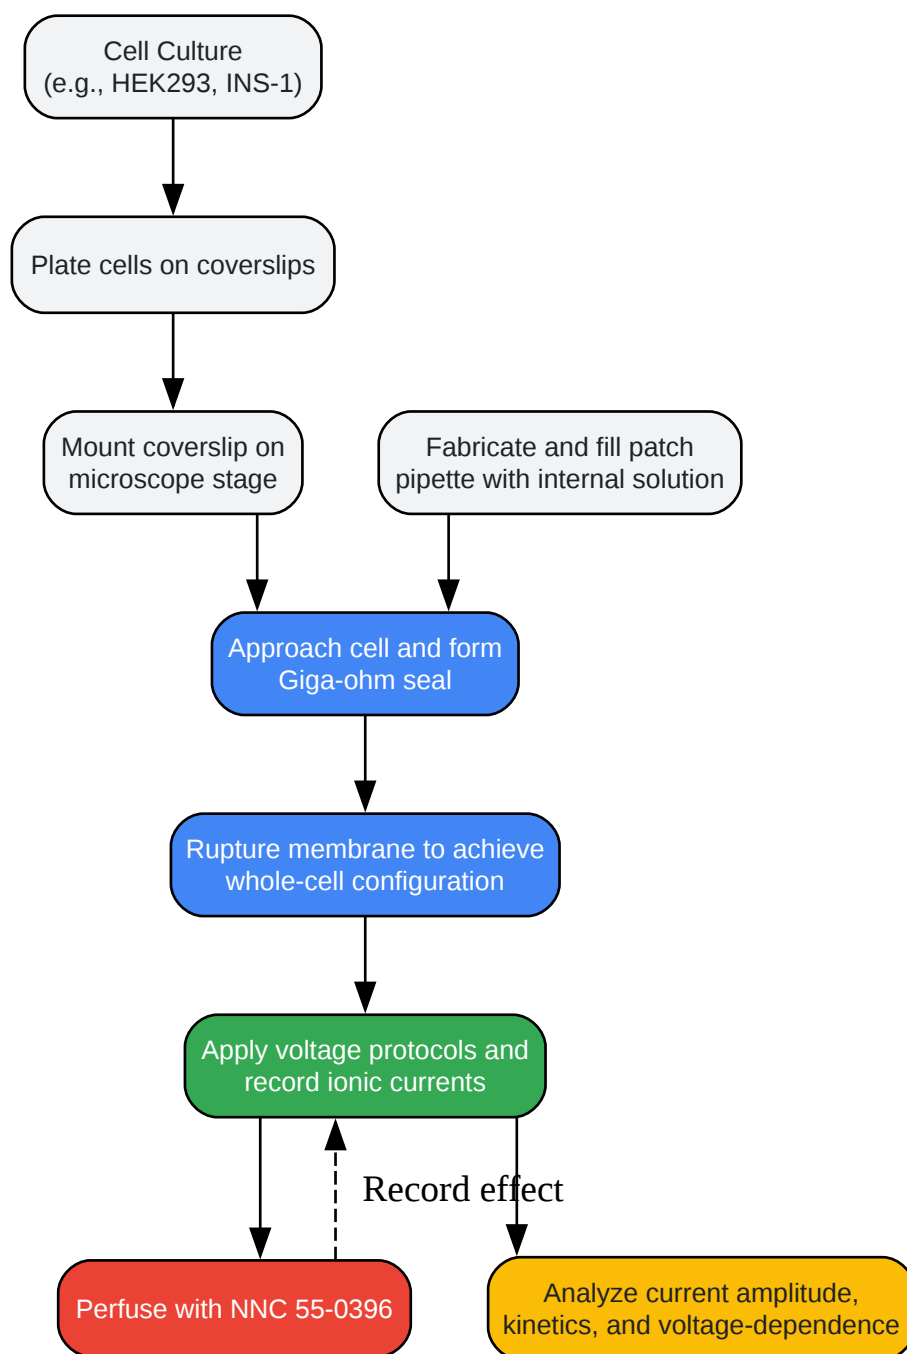 Cell Culture
(e.g., HEK293, INS-1)
Plate cells on coverslips
Mount coverslip on
microscope stage
Fabricate and fill patch
pipette with internal solution
Approach cell and form
Giga-ohm seal
Rupture membrane to achieve
whole-cell configuration
Apply voltage protocols and
record ionic currents
Record effect
Perfuse with NNC 55-0396
Analyze current amplitude,
kinetics, and voltage-dependence